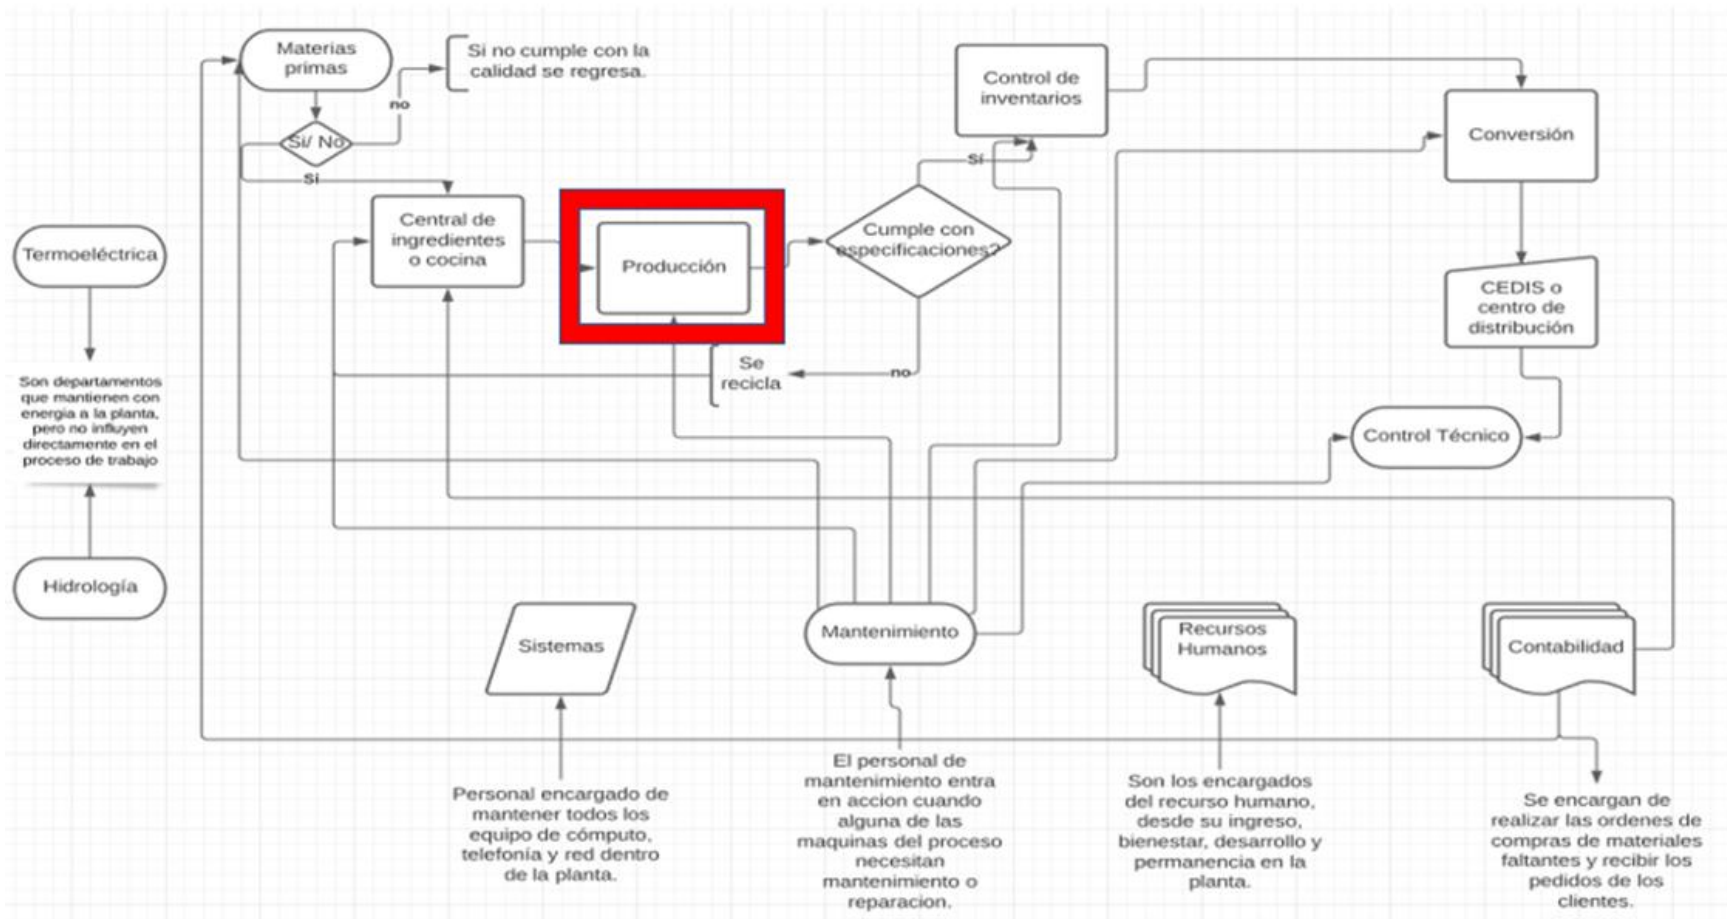 Materias
primas
Si no cumple con la
calidad se regresa.
no
Si/ No
Si
Control de
inventarios
Sí
Conversión
Central de
ingredientes
o cocina
Producción
Cumple con
especificaciones?
Termoeléctrica
CEDIS o
centro de
distribución
Se
recicla
no
Son departamentos
que mantienen con
energia a la planta,
pero no influyen
directamente en el
proceso de trabajo
Control Técnico
Hidrología
Sistemas
Mantenimiento
Recursos
Humanos
Contabilidad
Personal encargado de
mantener todos los
equipo de cómputo,
telefonía y red dentro
de la planta.
El personal de
mantenimiento entra
en accion cuando
alguna de las
maquinas del proceso
necesitan
mantenimiento o
reparacion.
Son los encargados
del recurso humano,
desde su ingreso,
bienestar, desarrollo y
permanencia en la
planta.
Se encargan de
realizar las ordenes de
compras de materiales
faltantes y recibir los
pedidos de los
clientes.